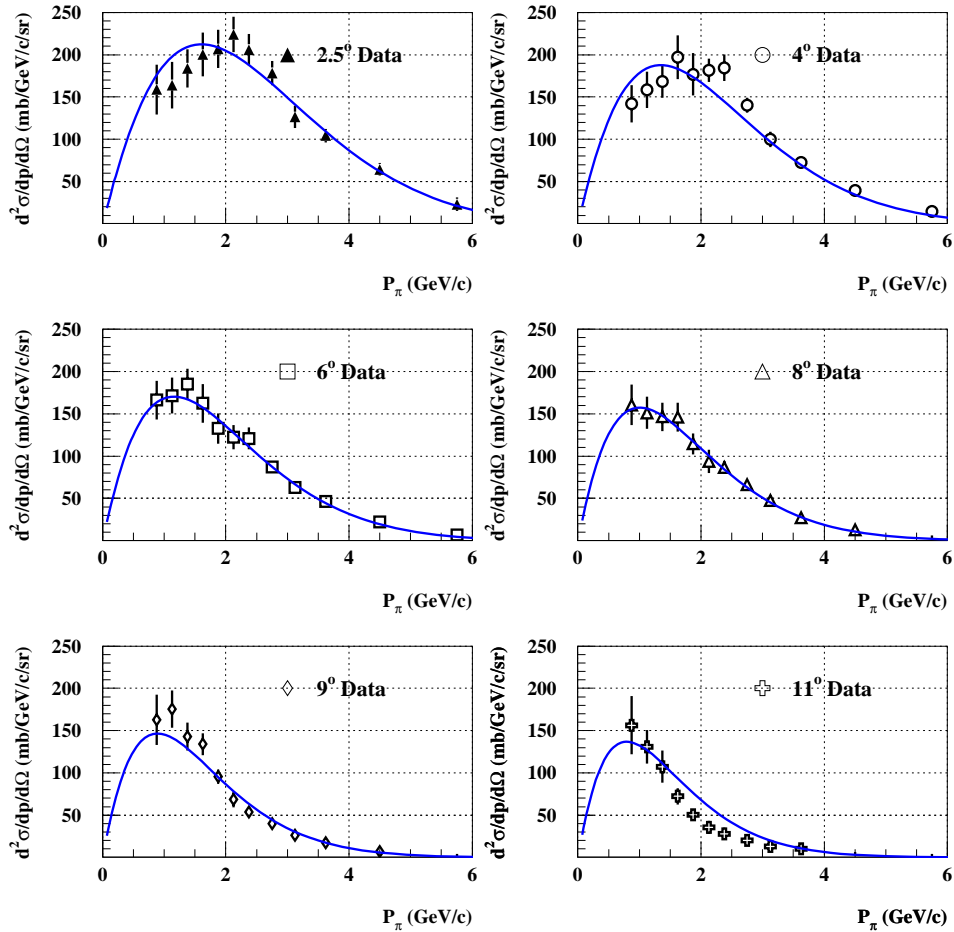 d²σ/dp/dΩ (mb/GeV/c/sr)
250
200
150
100
50
0 2 4 6
▲ 2.5° Data
P_π (GeV/c)
d²σ/dp/dΩ (mb/GeV/c/sr)
250
200
150
100
50
0 2 4 6
○ 4° Data
P_π (GeV/c)
d²σ/dp/dΩ (mb/GeV/c/sr)
250
200
150
100
50
0 2 4 6
□ 6° Data
P_π (GeV/c)
d²σ/dp/dΩ (mb/GeV/c/sr)
250
200
150
100
50
0 2 4 6
△ 8° Data
P_π (GeV/c)
d²σ/dp/dΩ (mb/GeV/c/sr)
250
200
150
100
50
0 2 4 6
◇ 9° Data
P_π (GeV/c)
d²σ/dp/dΩ (mb/GeV/c/sr)
250
200
150
100
50
0 2 4 6
✚ 11° Data
P_π (GeV/c)